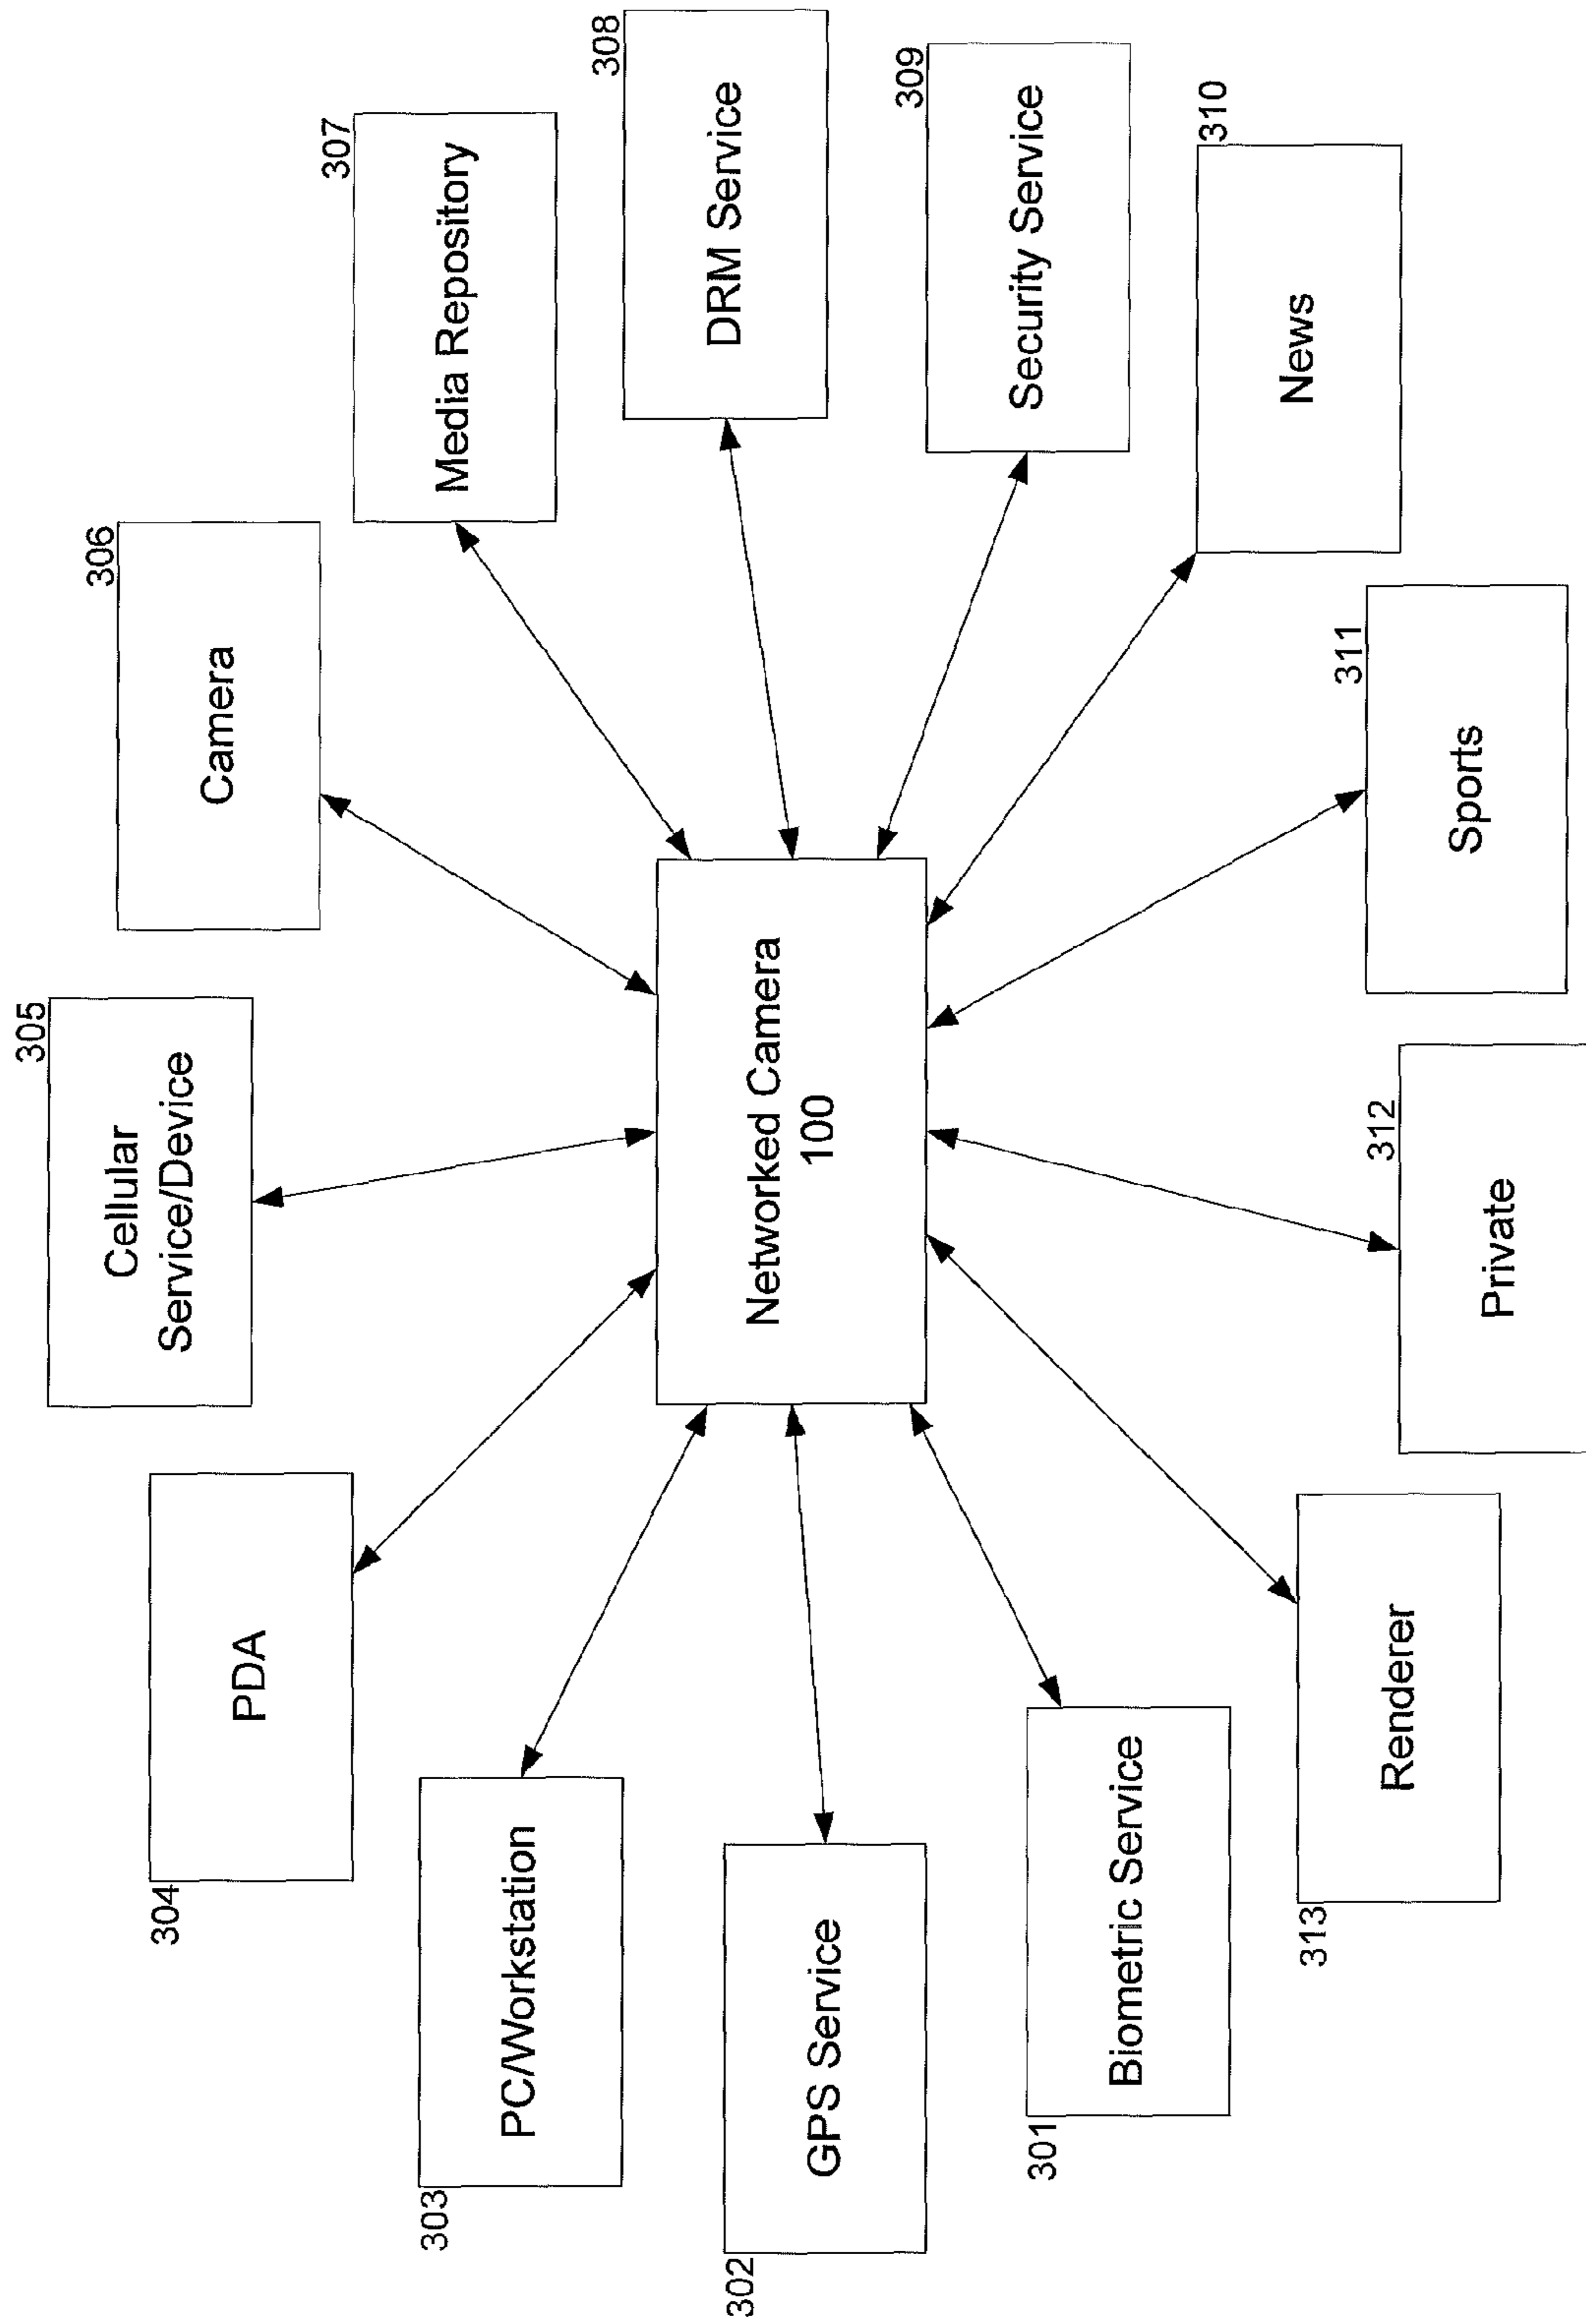 305
Cellular
Service/Device
306
Camera
304
PDA
307
Media Repository
303
PC/Workstation
308
DRM Service
Networked Camera
100
302
GPS Service
309
Security Service
301
Biometric Service
310
News
313
Renderer
311
Sports
312
Private